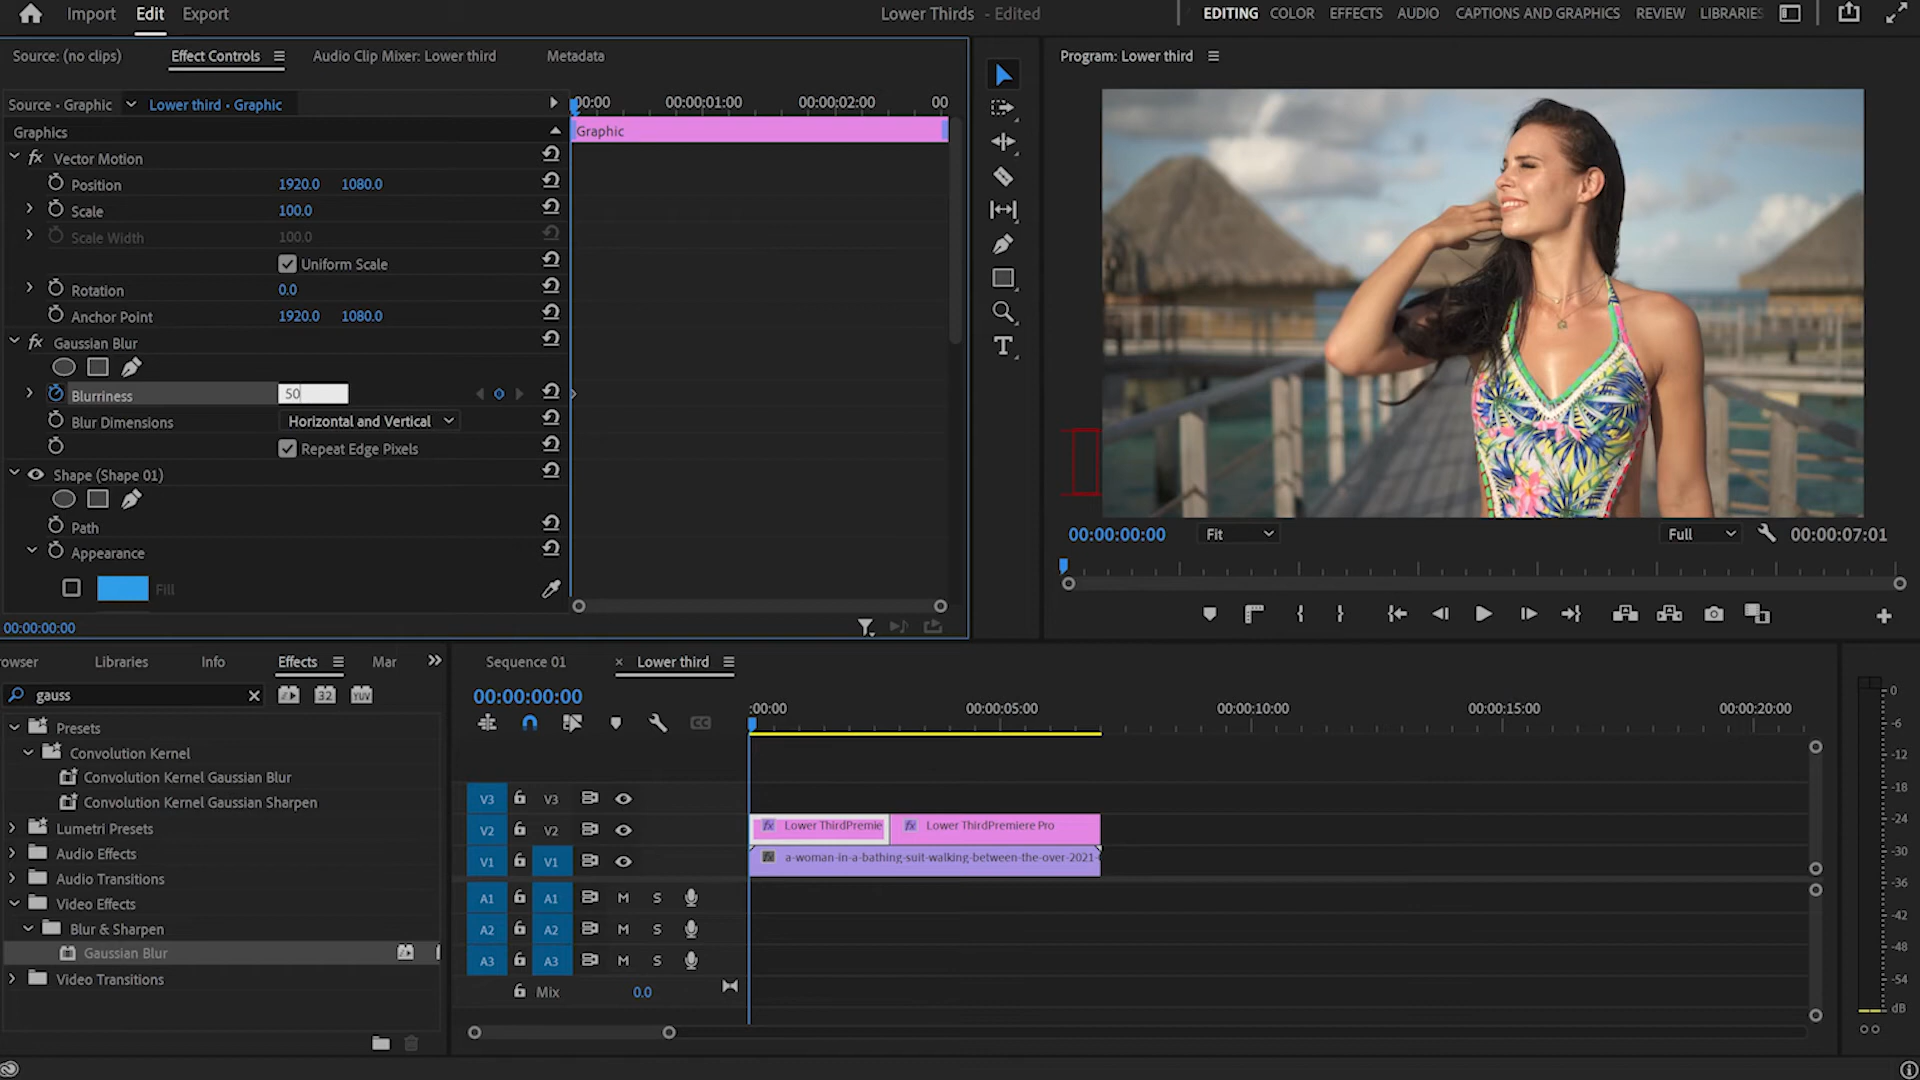 Import Edit Export
Lower Thirds - Edited
EDITING COLOR EFFECTS AUDIO CAPTIONS AND GRAPHICS REVIEW LIBRARIES
Source: (no clips) Effect Controls Audio Clip Mixer: Lower third Metadata
Source • Graphic Lower third • Graphic
00:00 00:00:01:00 00:00:02:00 00
Graphics
Graphic
fx Vector Motion
Position 1920.0 1080.0
Scale 100.0
Scale Width 100.0
Uniform Scale
Rotation 0.0
Anchor Point 1920.0 1080.0
fx Gaussian Blur
Blurriness 50
Blur Dimensions Horizontal and Vertical
Repeat Edge Pixels
Shape (Shape 01)
Path
Appearance
Fill
00:00:00:00
Program: Lower third
00:00:00:00 Fit Full 00:00:07:01
owser Libraries Info Effects Mar
gauss
32 YUV
Presets
Convolution Kernel
Convolution Kernel Gaussian Blur
Convolution Kernel Gaussian Sharpen
Lumetri Presets
Audio Effects
Audio Transitions
Video Effects
Blur & Sharpen
Gaussian Blur
Video Transitions
Sequence 01 × Lower third
00:00:00:00
CC
:00:00 00:00:05:00 00:00:10:00 00:00:15:00 00:00:20:00
V3 V3
V2 V2 fx Lower ThirdPremie fx Lower ThirdPremiere Pro
V1 V1 fx a-woman-in-a-bathing-suit-walking-between-the-over-2021-
A1 A1 M S
A2 A2 M S
A3 A3 M S
Mix 0.0
0
-6
-12
-18
-24
-30
-36
-42
-48
-54
dB